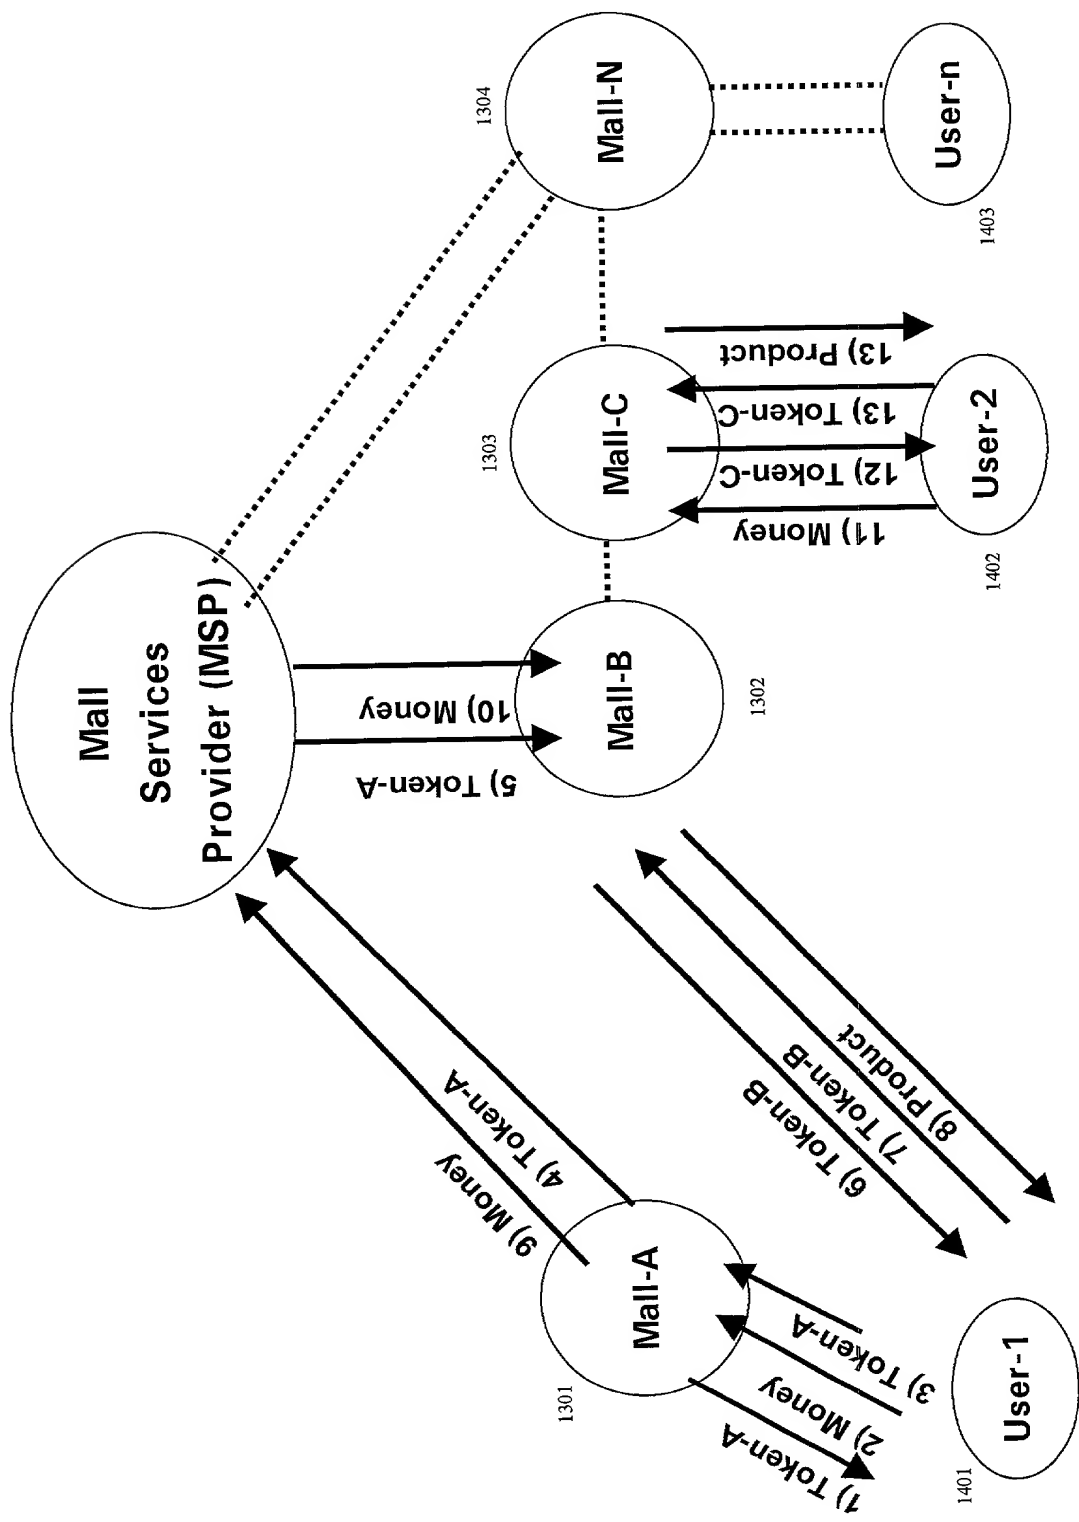 Mall
Services
Provider (MSP)
9) Money
4) Token-A
5) Token-A
10) Money
1301
Mall-A
1302
Mall-B
1303
Mall-C
1304
Mall-N
1) Token-A
2) Money
3) Token-A
6) Token-B
7) Token-B
8) Product
11) Money
12) Token-C
13) Token-C
13) Product
1401
User-1
1402
User-2
1403
User-n